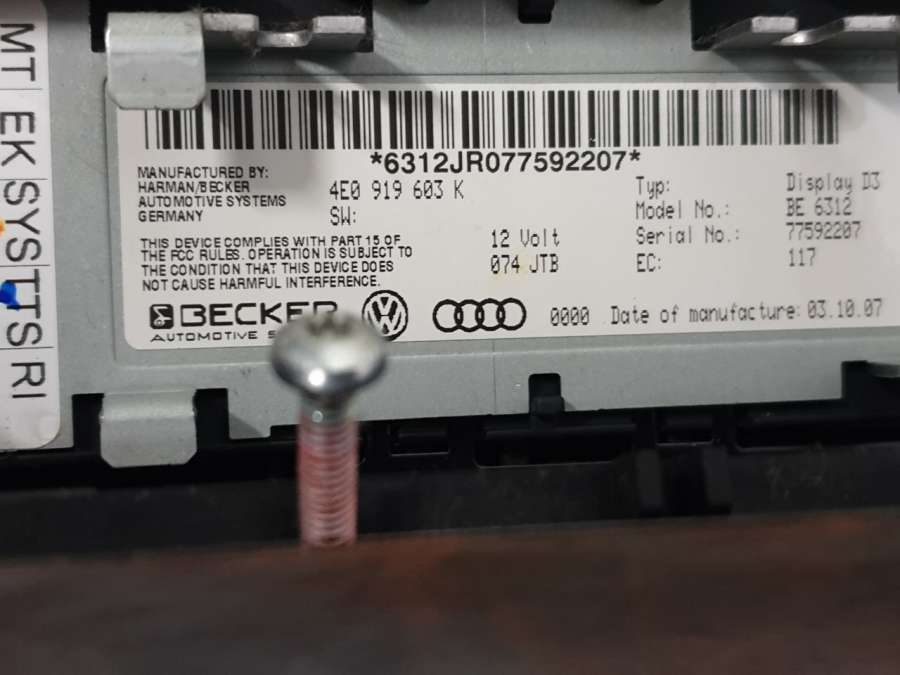 MT EK SYSTTS RI
*6312JR077592207*
MANUFACTURED BY:
HARMAN/BECKER
AUTOMOTIVE SYSTEMS
GERMANY
4E0 919 603 K
SW:
Typ: Display D3
Model No.: BE 6312
Serial No.: 77592207
EC: 117
THIS DEVICE COMPLIES WITH PART 15 OF
THE FCC RULES. OPERATION IS SUBJECT TO
THE CONDITION THAT THIS DEVICE DOES
NOT CAUSE HARMFUL INTERFERENCE.
12 Volt
074 JTB
BECKER
AUTOMOTIVE S
0000 Date of manufacture: 03.10.07